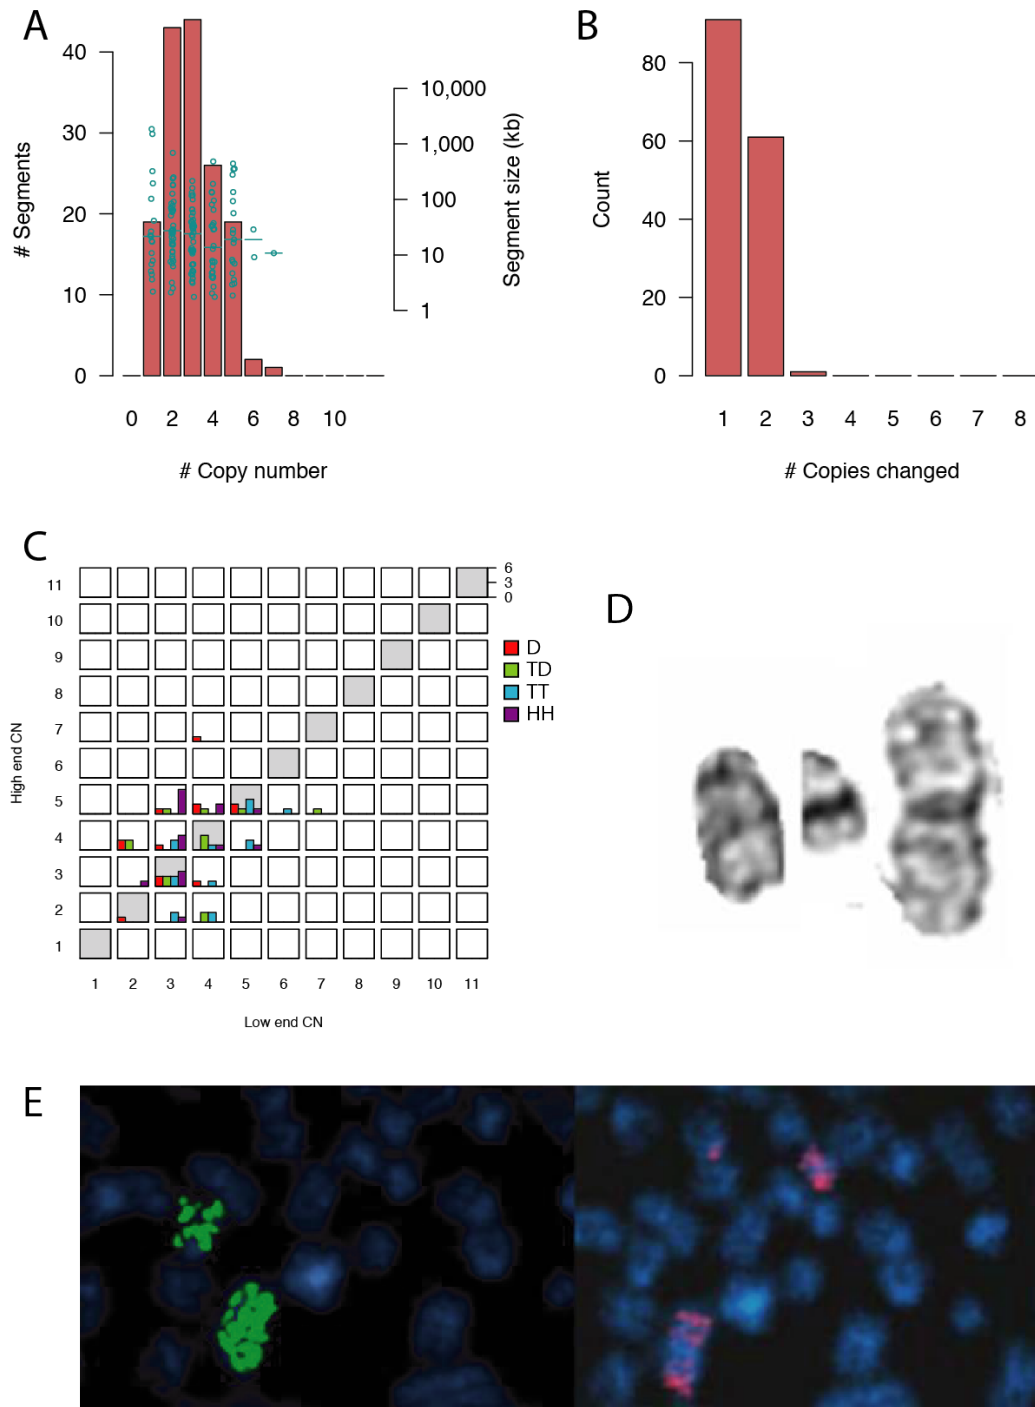 A
# Segments
40
30
20
10
0
0 2 4 6 8 10
# Copy number
10,000
1,000
100
10
1
Segment size (kb)
B
Count
80
60
40
20
0
1 2 3 4 5 6 7 8
# Copies changed
C
High end CN
11
10
9
8
7
6
5
4
3
2
1
1 2 3 4 5 6 7 8 9 10 11
Low end CN
6
3
0
D
TD
TT
HH
D
E